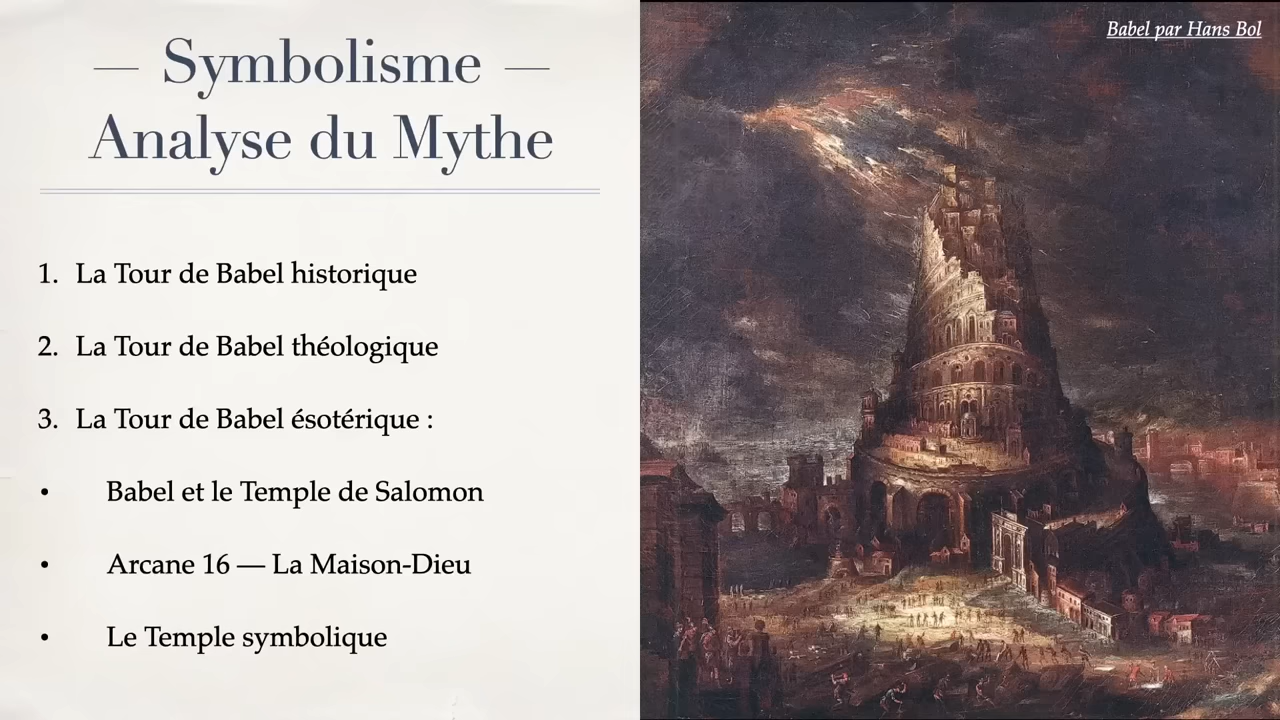 — Symbolisme —
Analyse du Mythe
1. La Tour de Babel historique
2. La Tour de Babel théologique
3. La Tour de Babel ésotérique :
• Babel et le Temple de Salomon
• Arcane 16 — La Maison-Dieu
• Le Temple symbolique
Babel par Hans Bol